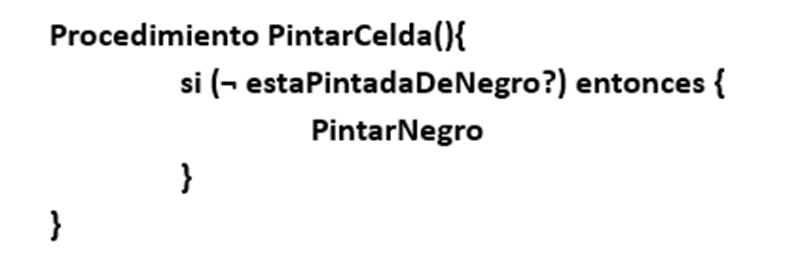 Procedimiento PintarCelda(){
si (¬ estaPintadaDeNegro?) entonces {
PintarNegro
}
}